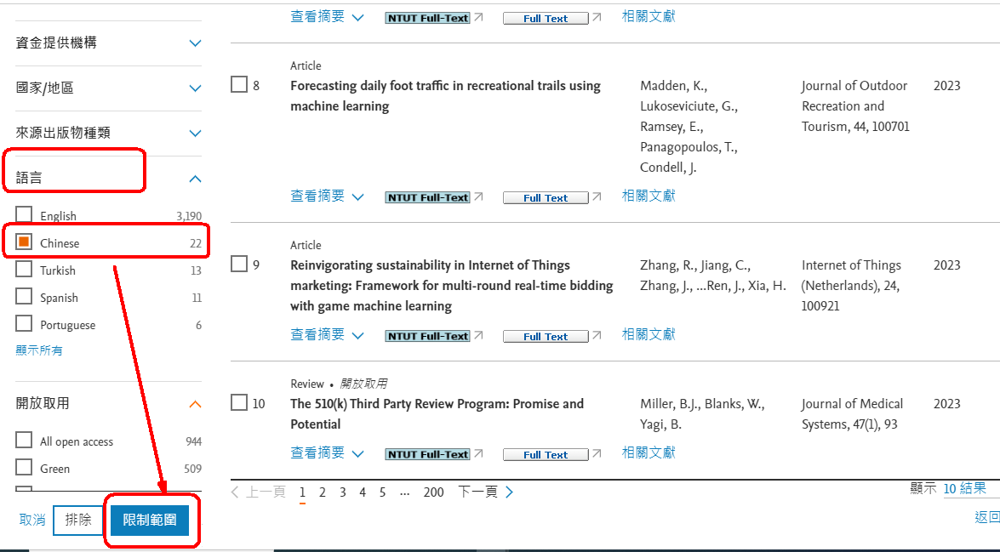 資金提供機構
國家/地區
來源出版物種類
語言
English 3,190
Chinese 22
Turkish 13
Spanish 11
Portuguese 6
顯示所有
開放取用
All open access 944
Green 509
取消 排除 限制範圍
查看摘要 NTUT Full-Text Full Text 相關文獻
Article
8 Forecasting daily foot traffic in recreational trails using Madden, K., Journal of Outdoor 2023
machine learning Lukoseviciute, G., Recreation and
Ramsey, E., Tourism, 44, 100701
Panagopoulos, T.,
Condell, J.
查看摘要 NTUT Full-Text Full Text 相關文獻
Article
9 Reinvigorating sustainability in Internet of Things Zhang, R., Jiang, C., Internet of Things 2023
marketing: Framework for multi-round real-time bidding Zhang, J., ...Ren, J., Xia, H. (Netherlands), 24,
with game machine learning 100921
查看摘要 NTUT Full-Text Full Text 相關文獻
Review • 開放取用
10 The 510(k) Third Party Review Program: Promise and Miller, B.J., Blanks, W., Journal of Medical 2023
Potential Yagi, B. Systems, 47(1), 93
查看摘要 NTUT Full-Text Full Text 相關文獻
上一頁 1 2 3 4 5 ... 200 下一頁 顯示 10 結果
返回